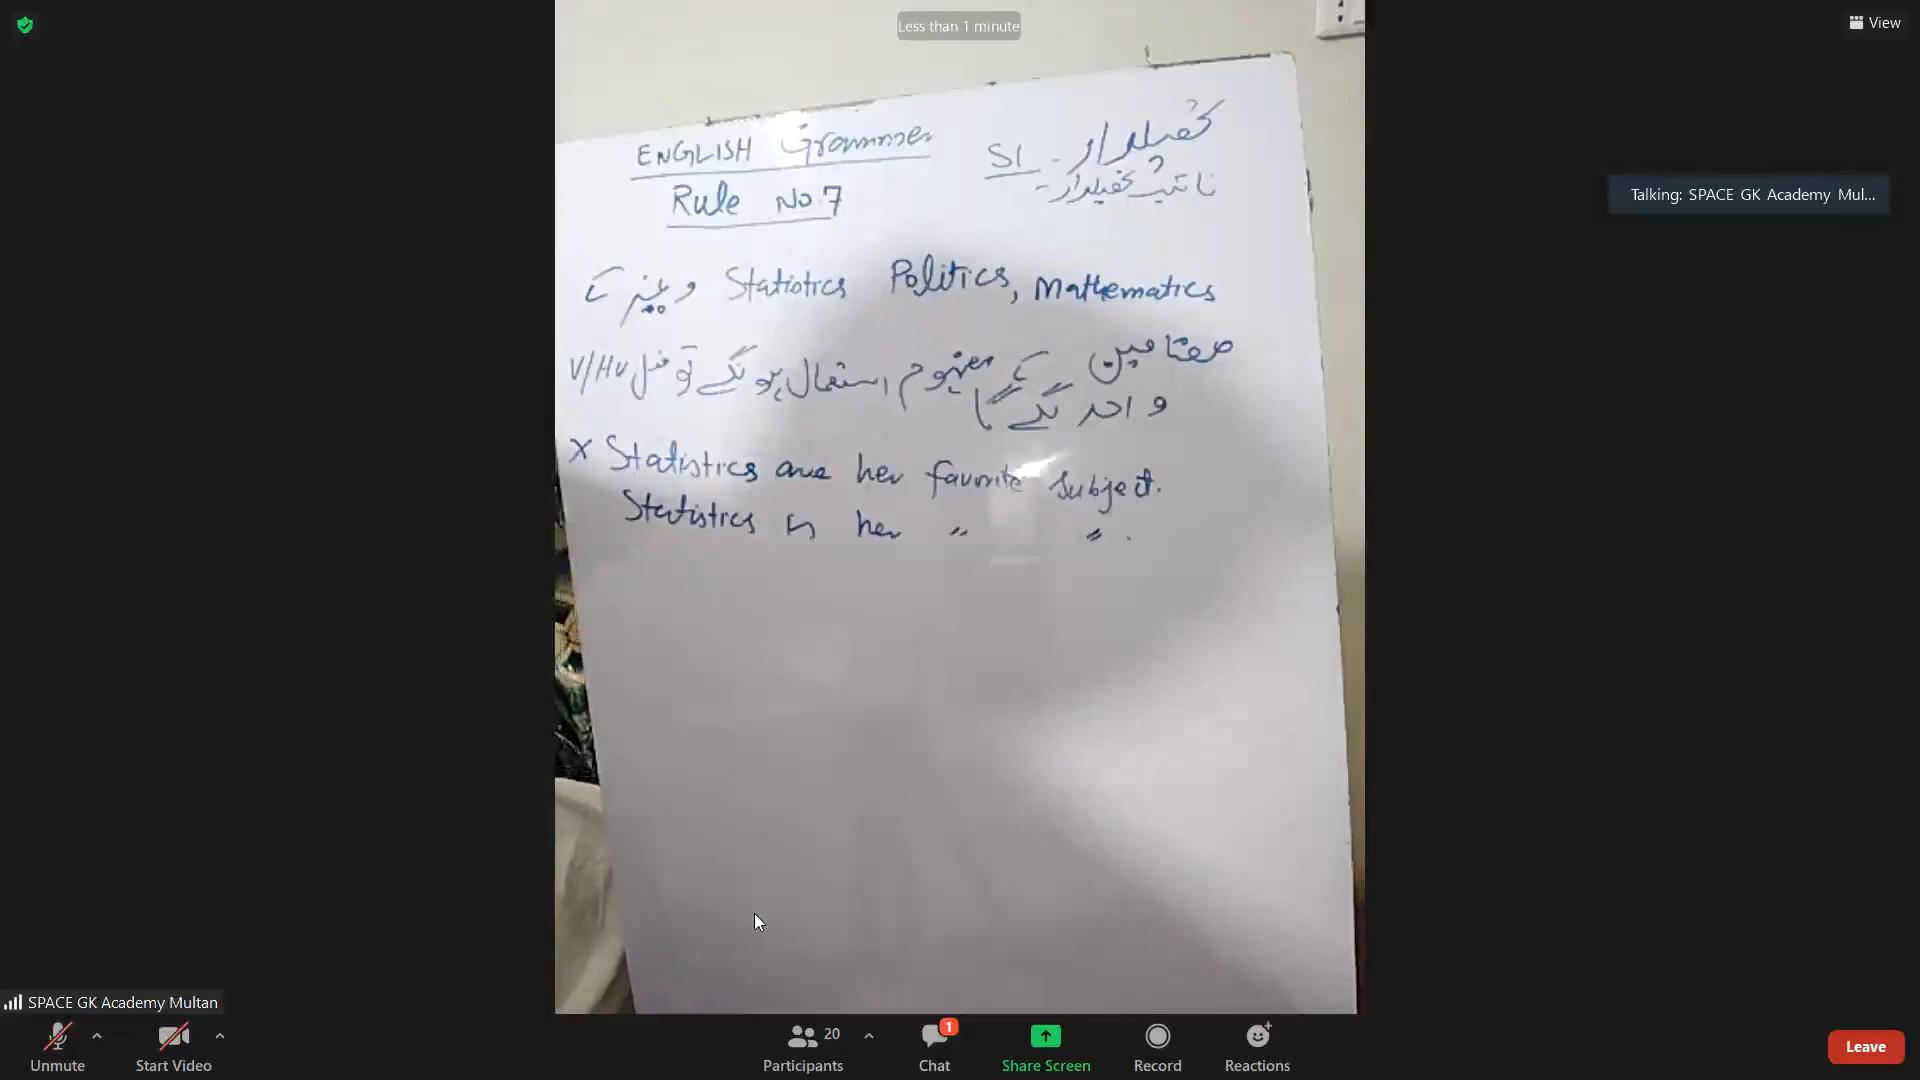 Less than 1 minute
View
Talking: SPACE GK Academy Mul...
ENGLISH Grammer
Rule No.7
تحصیلدار - SI
نائب تحصیلدار -
Mathematics, Politics Statiotics وغیرہ کے
مضامین کے مفہوم استعمال ہونگے تو فعل V/HV
واحد لگے گا
X Statistics are her favorite subject.
Statistics is her " " .
SPACE GK Academy Multan
Unmute
Start Video
20
Participants
1
Chat
Share Screen
Record
Reactions
Leave